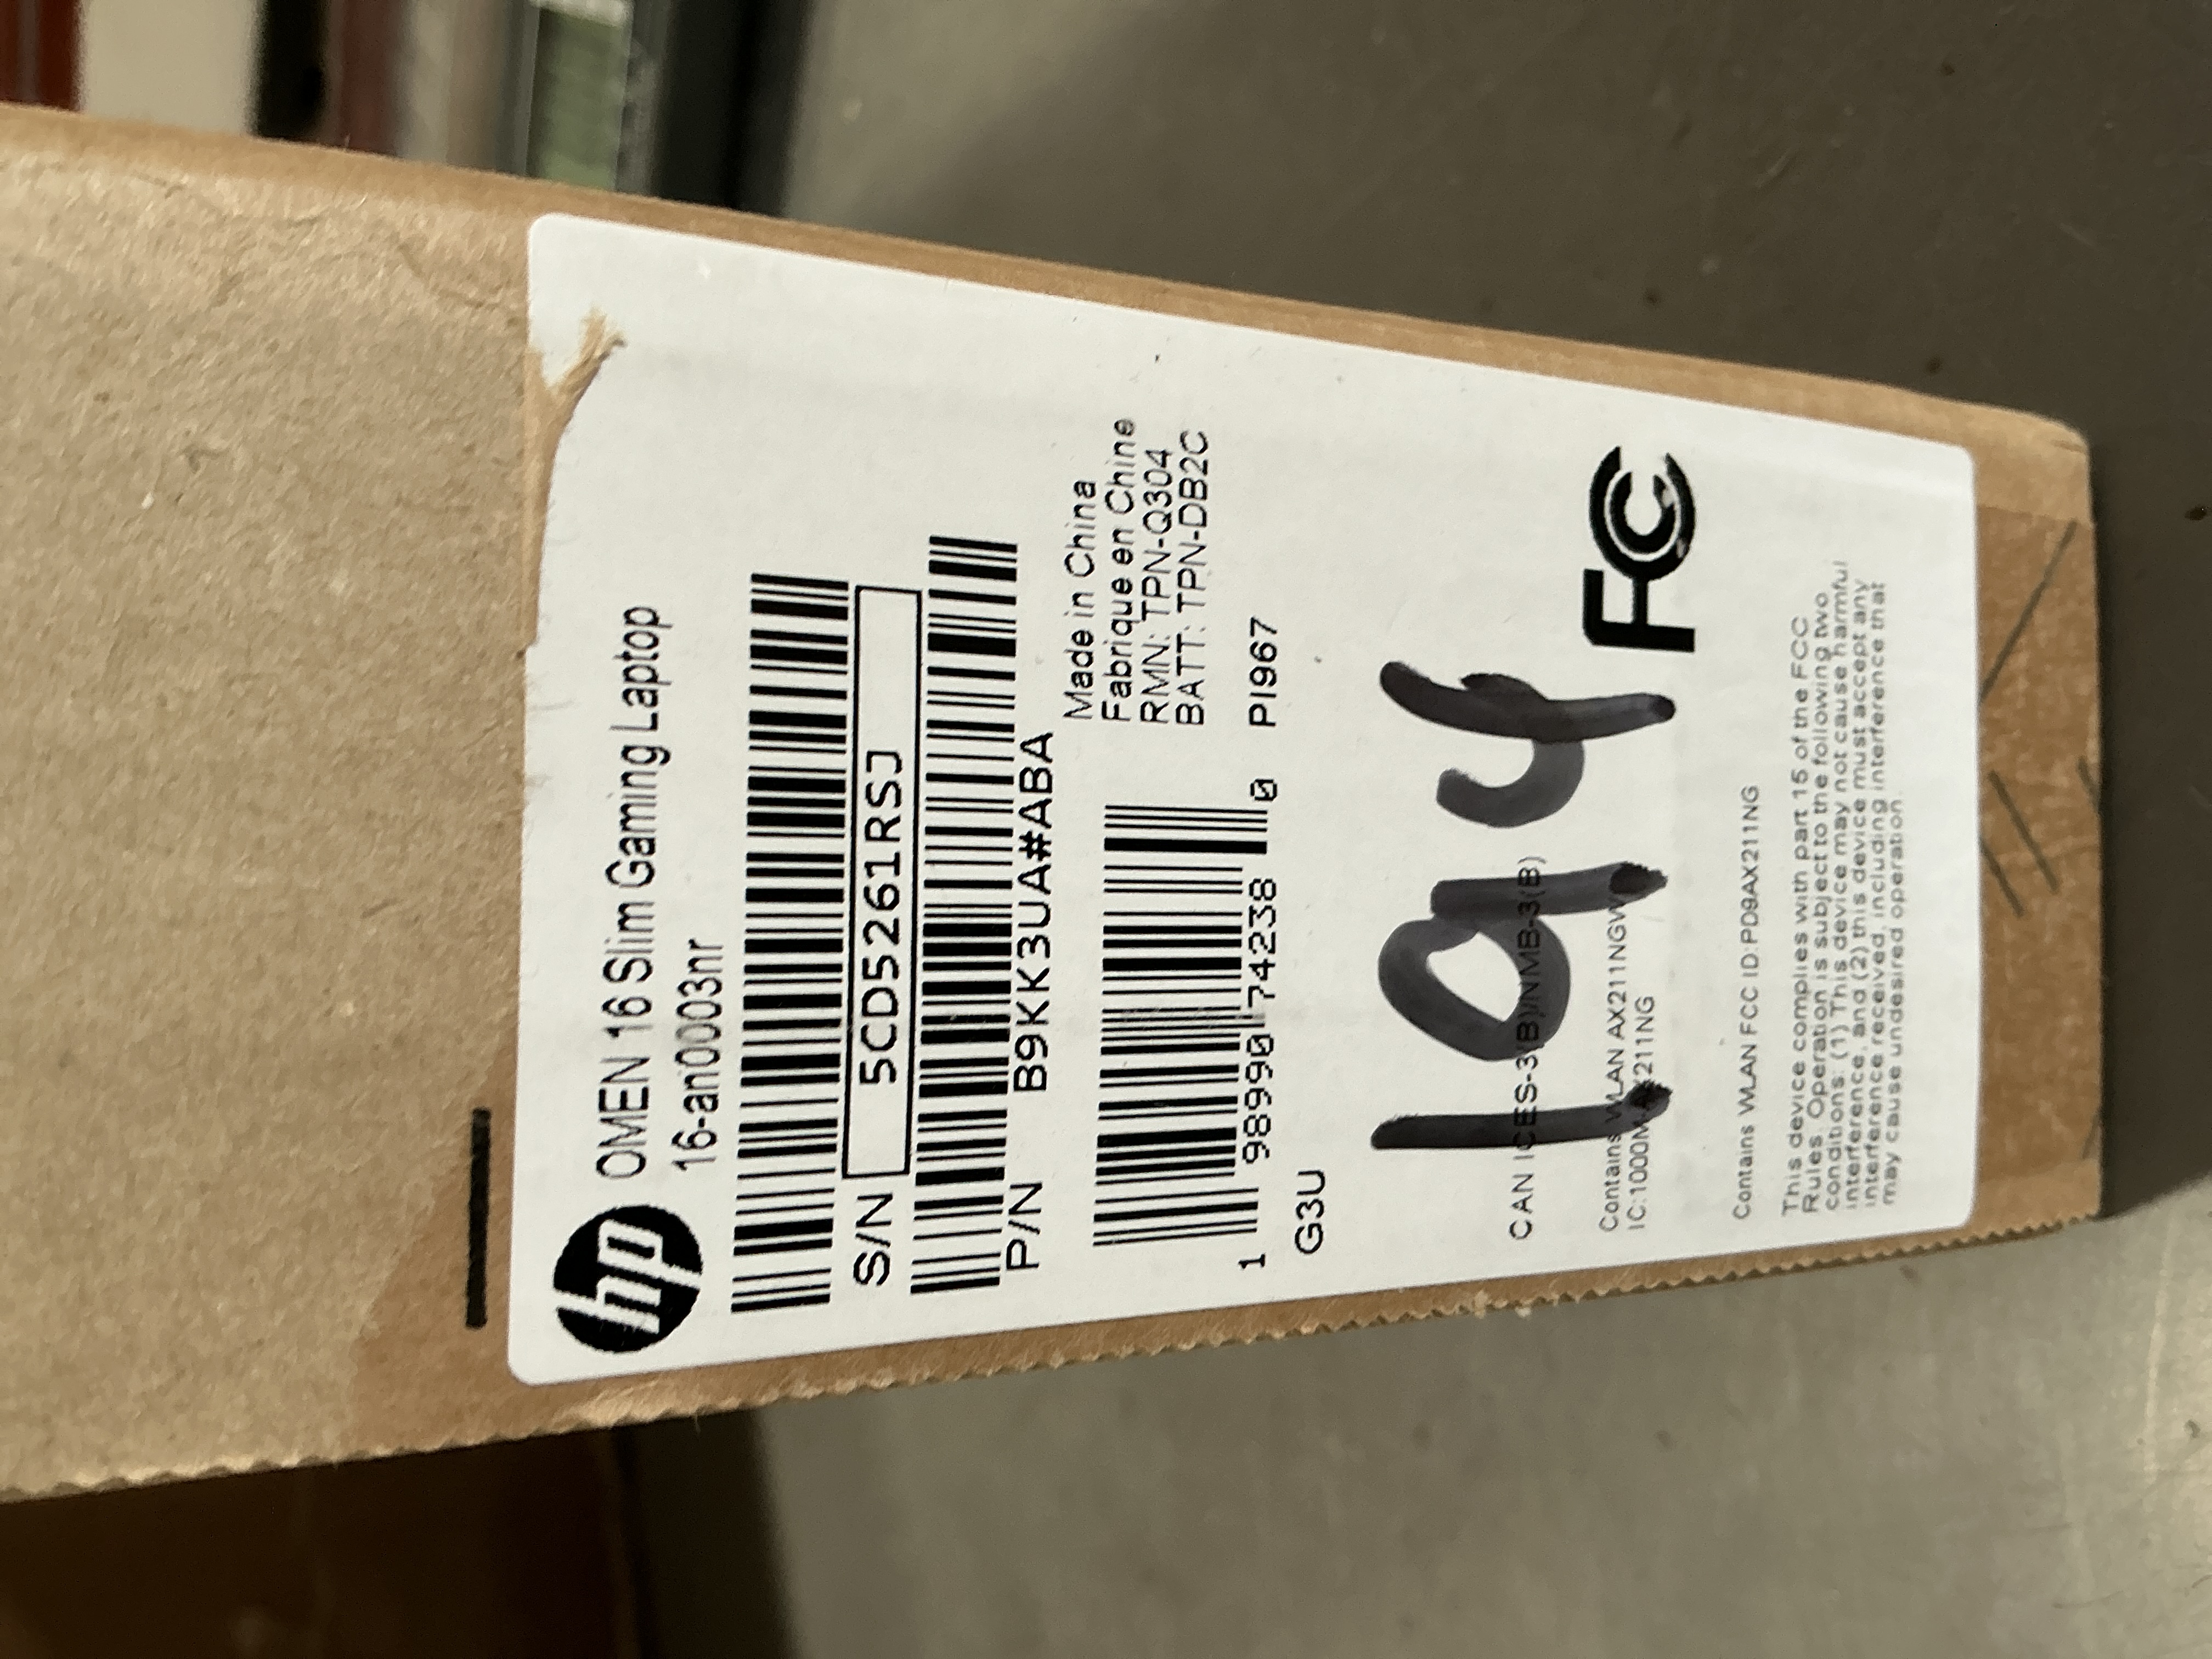 hp
OMEN 16 Slim Gaming Laptop
16-an0003nr
S/N 5CD5261RSJ
P/N B9KK3UA#ABA
Made in China
Fabrique en Chine
RMN: TPN-Q304
BATT: TPN-DB2C
1 98990 74238 0 PI967
G3U
194
CAN ICES-3(B)/NMB-3(B)
Contains WLAN AX211NGW
IC:1000M-AX211NG
FC
Contains WLAN FCC ID:PD9AX211NG
This device complies with part 15 of the FCC
Rules. Operation is subject to the following two
conditions: (1) This device may not cause harmful
interference, and (2) this device must accept any
interference received, including interference that
may cause undesired operation.